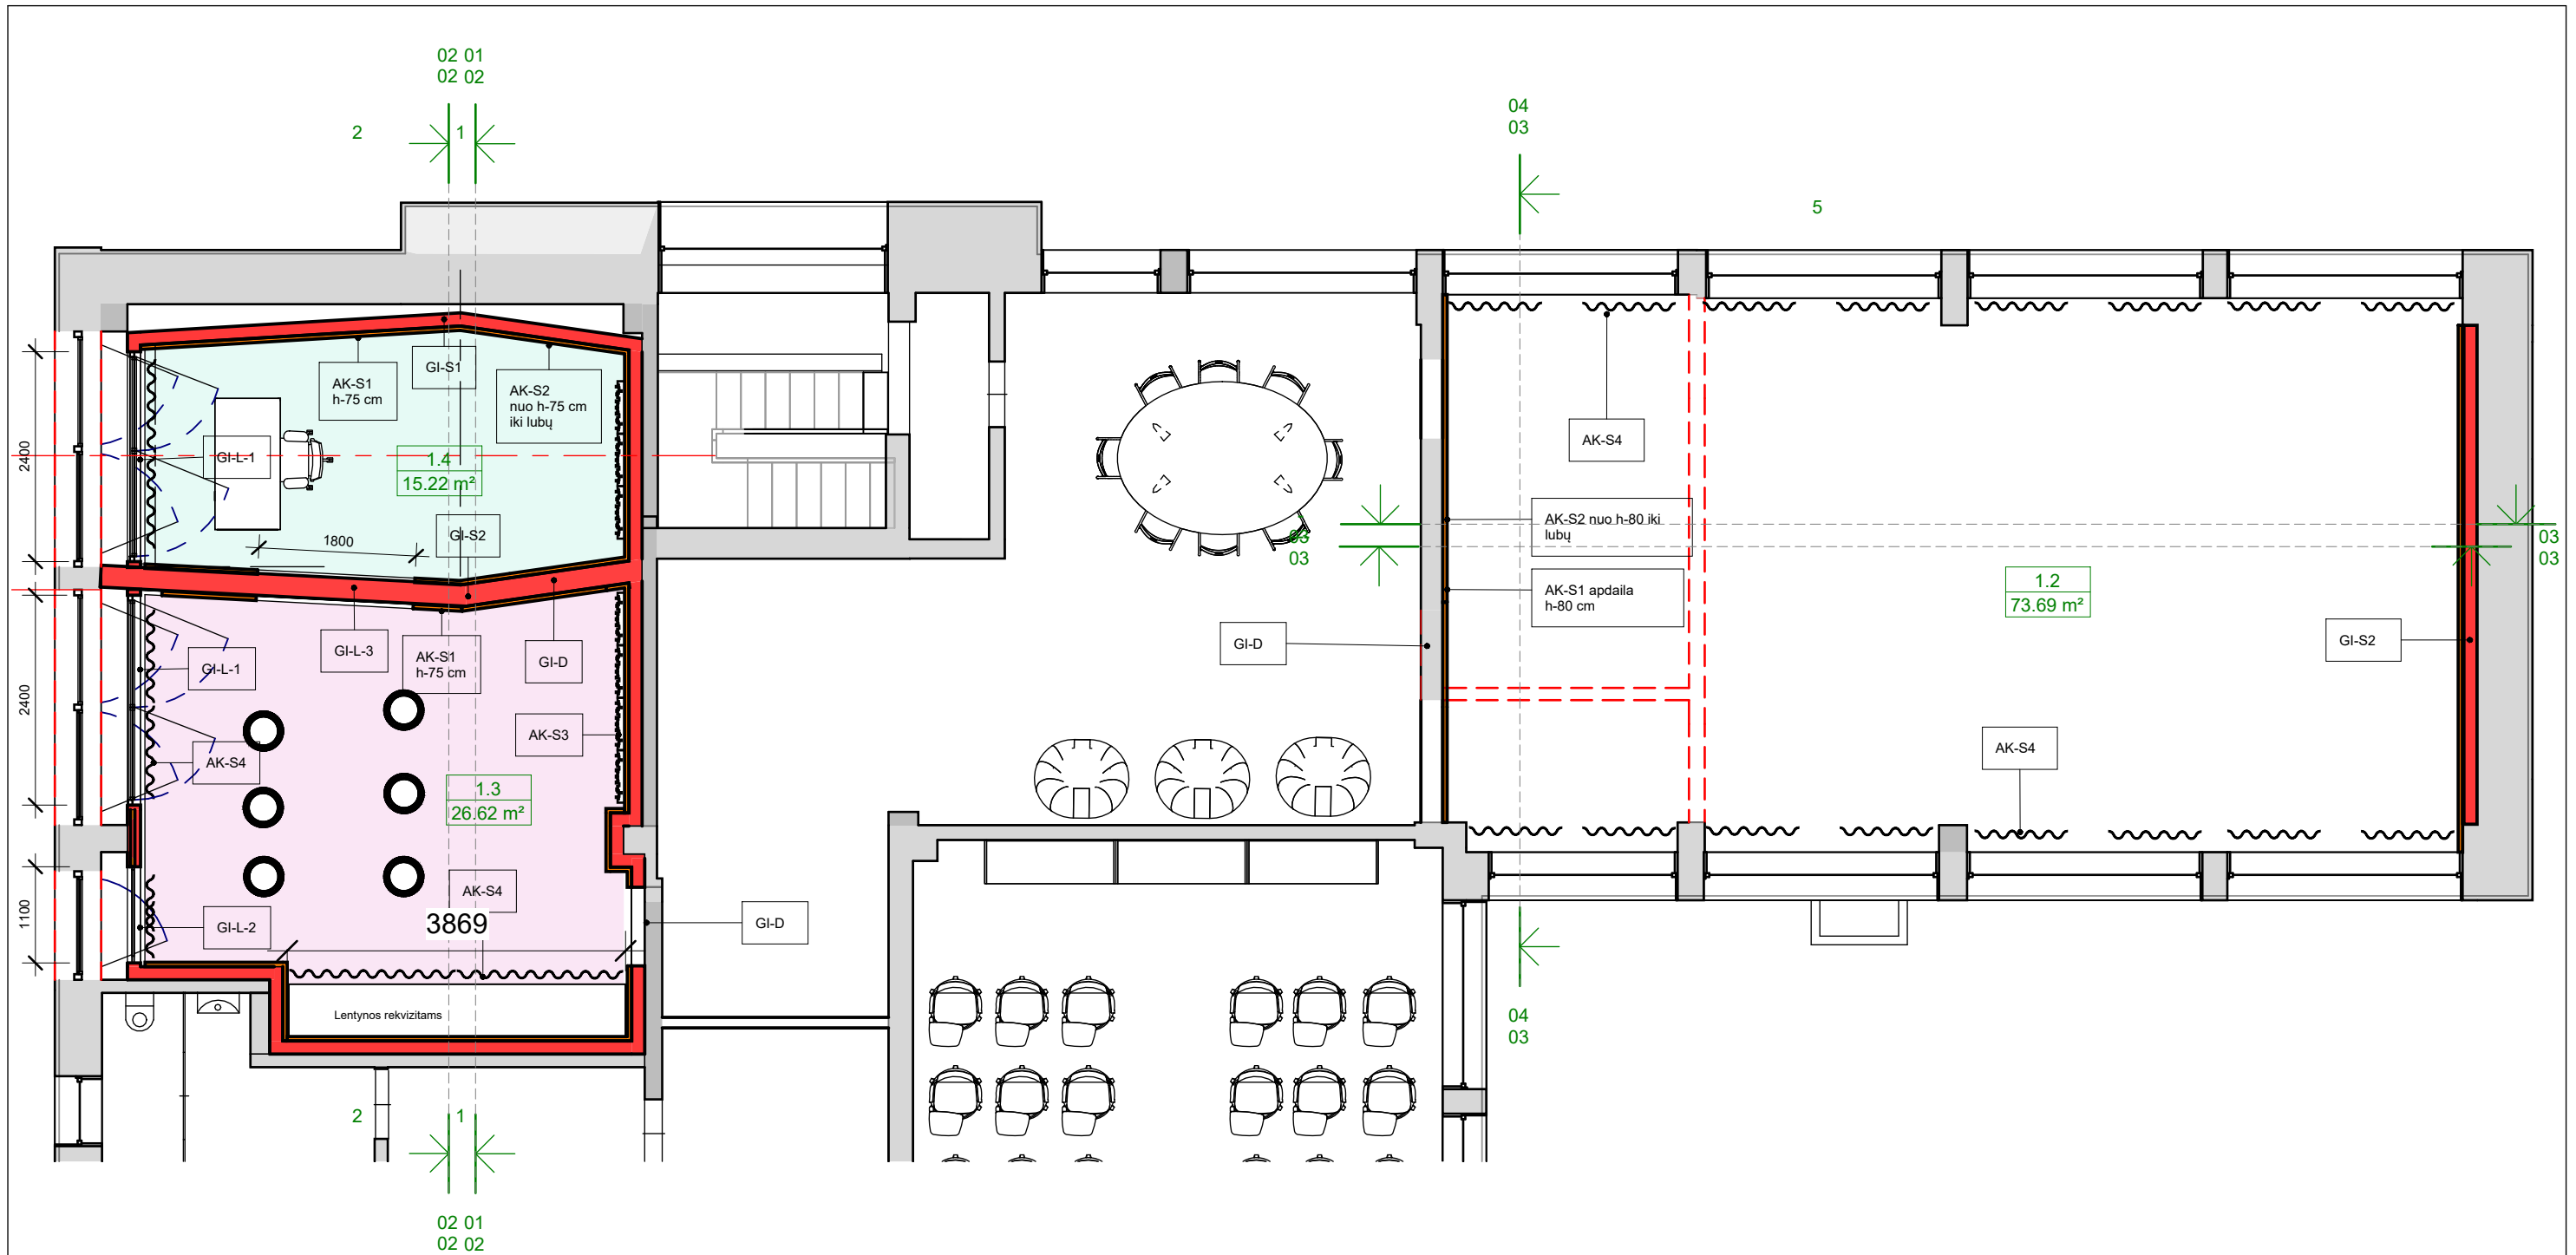 02 01
02 02
2
1
04
03
5
2400
2400
1100
AK-S1
h-75 cm
GI-S1
AK-S2
nuo h-75 cm
iki lubų
GI-L-1
1.4
15.22 m²
GI-S2
1800
GI-L-3
AK-S1
h-75 cm
GI-D
GI-L-1
AK-S3
AK-S4
1.3
26.62 m²
AK-S4
3869
GI-L-2
GI-D
Lentynos rekvizitams
AK-S4
AK-S2 nuo h-80 iki
lubų
03
03
AK-S1 apdaila
h-80 cm
GI-D
1.2
73.69 m²
03
03
GI-S2
AK-S4
04
03
2
1
02 01
02 02